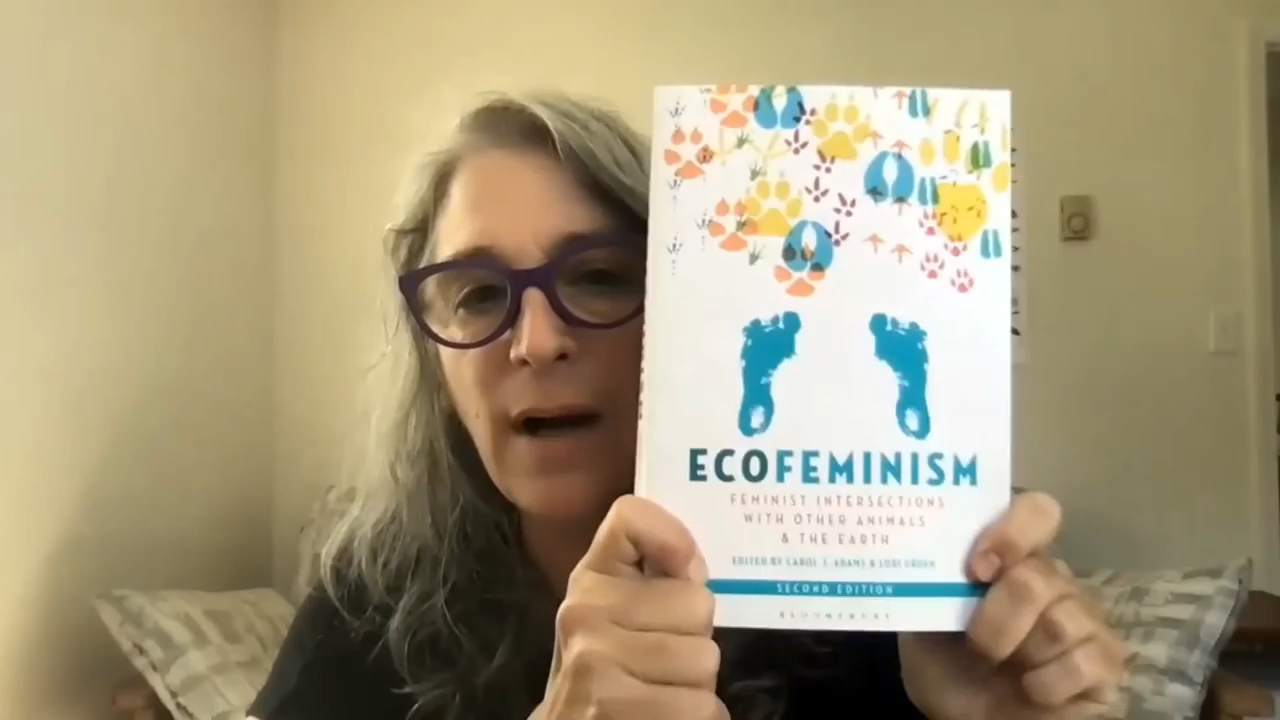 ECOFEMINISM
FEMINIST INTERSECTIONS
WITH OTHER ANIMALS
& THE EARTH
EDITED BY CAROL J. ADAMS & LORI GRUEN
SECOND EDITION
BLOOMSBURY